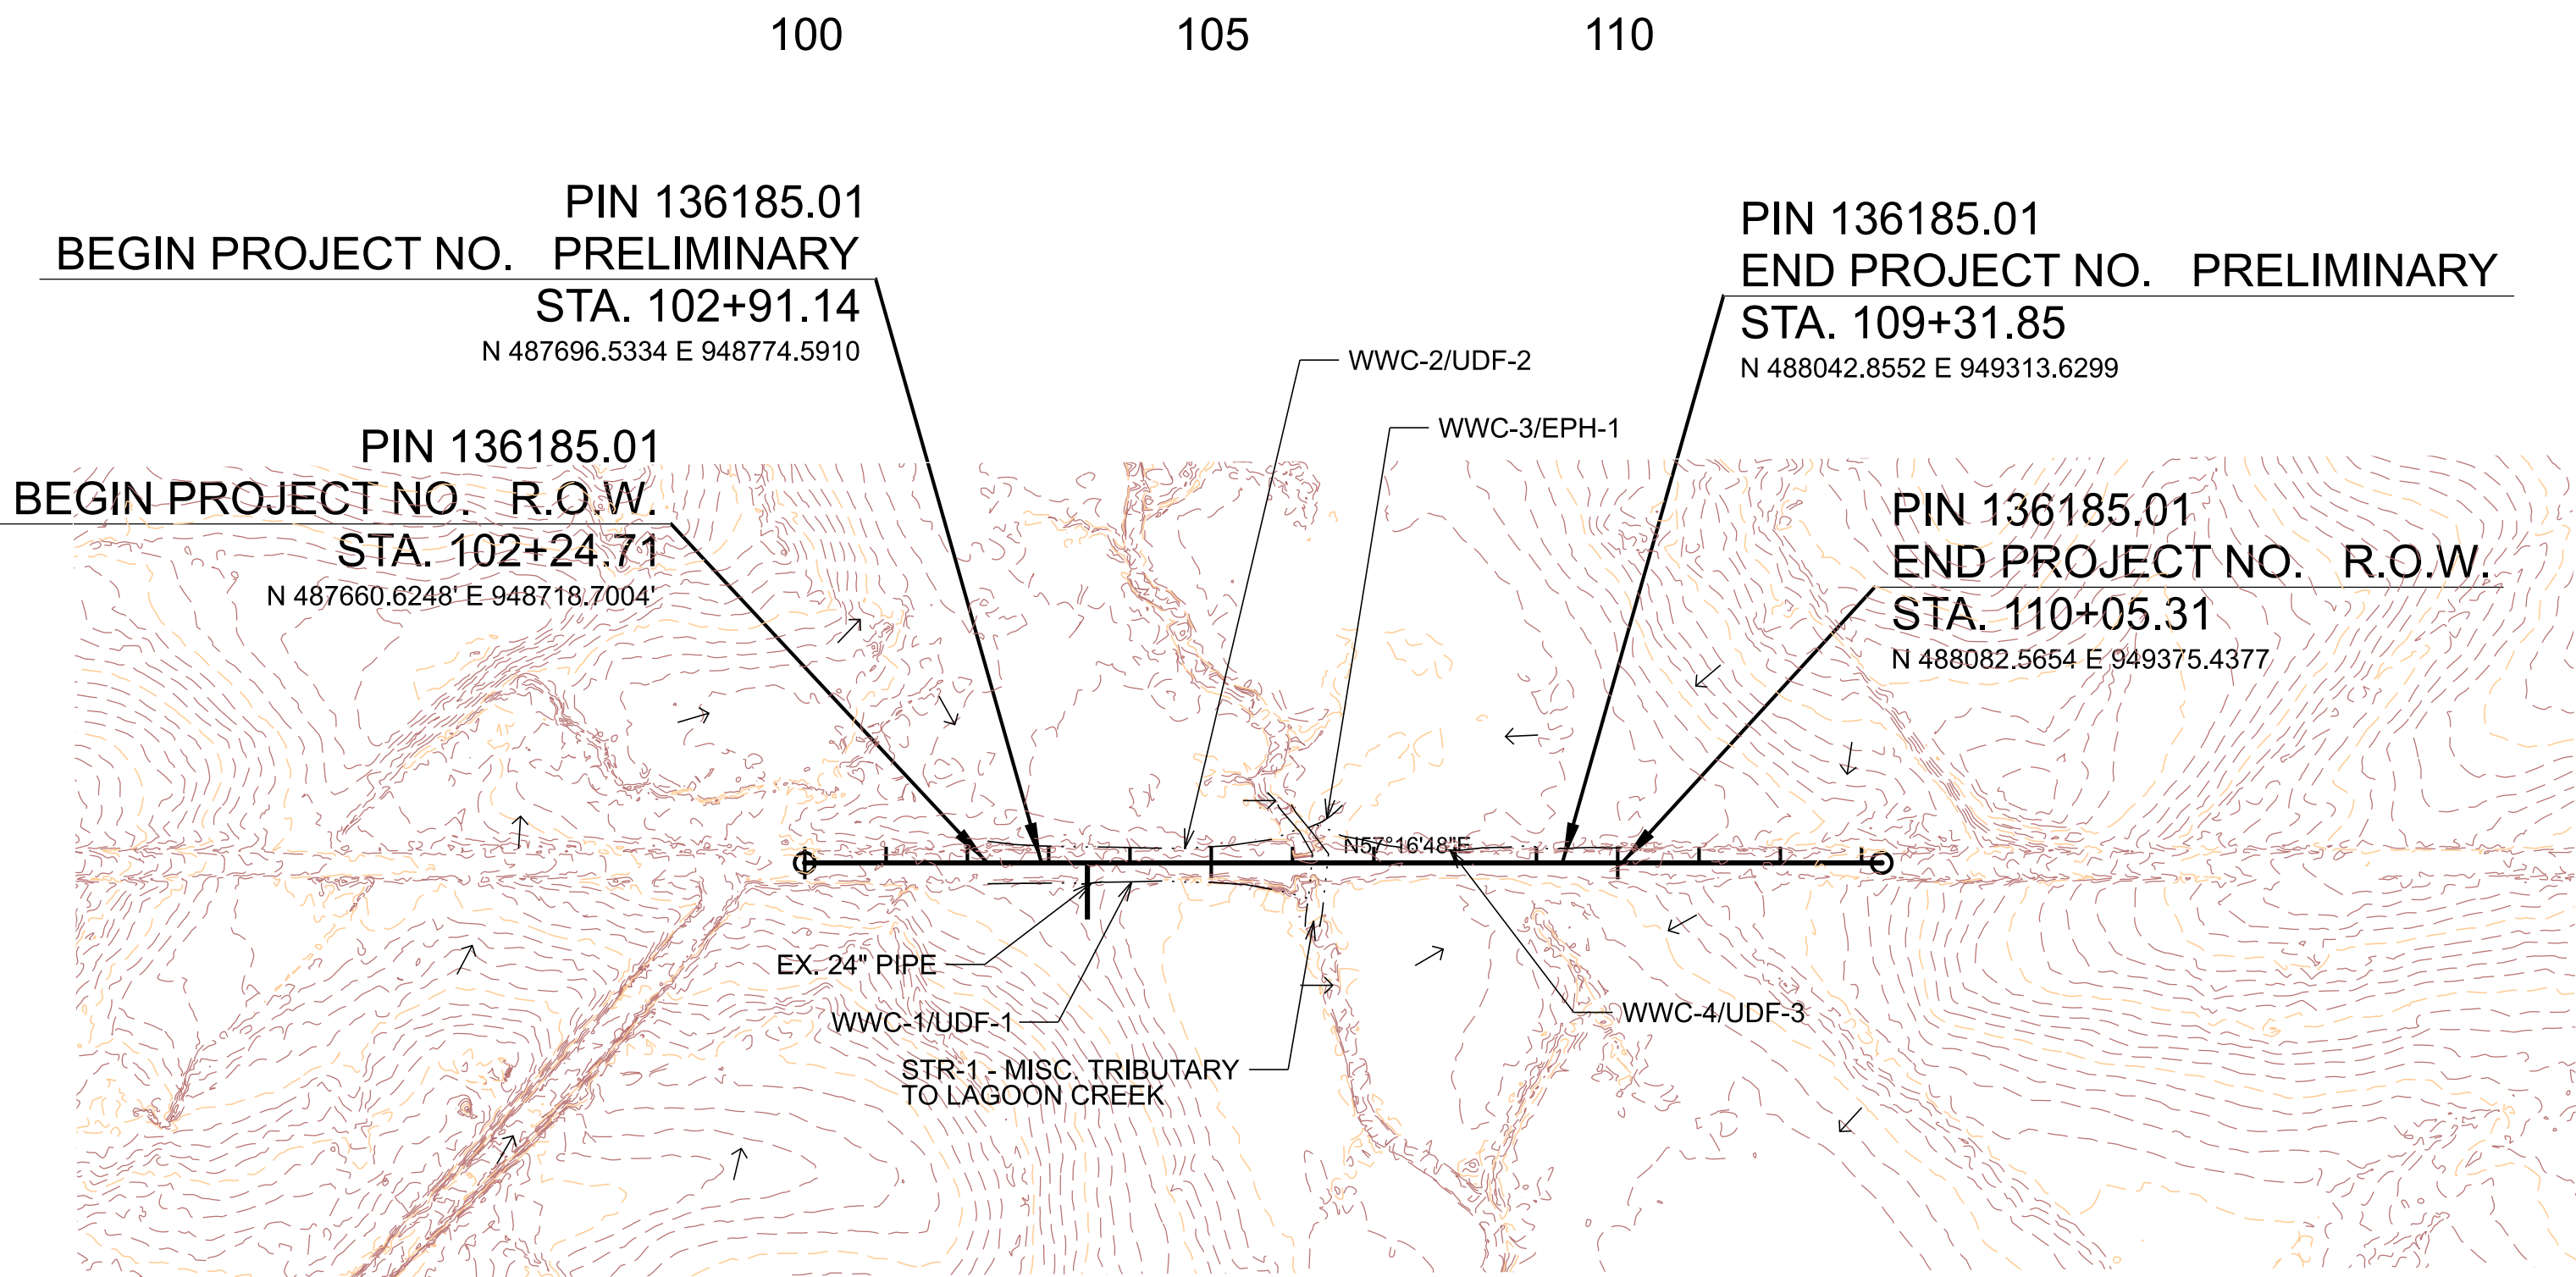 100 105 110
PIN 136185.01
BEGIN PROJECT NO. PRELIMINARY
STA. 102+91.14
N 487696.5334 E 948774.5910
PIN 136185.01
END PROJECT NO. PRELIMINARY
STA. 109+31.85
N 488042.8552 E 949313.6299
WWC-2/UDF-2
WWC-3/EPH-1
PIN 136185.01
BEGIN PROJECT NO. R.O.W.
STA. 102+24.71
N 487660.6248' E 948718.7004'
PIN 136185.01
END PROJECT NO. R.O.W.
STA. 110+05.31
N 488082.5654 E 949375.4377
N57°16'48"E
EX. 24" PIPE
WWC-1/UDF-1
WWC-4/UDF-3
STR-1 - MISC. TRIBUTARY
TO LAGOON CREEK